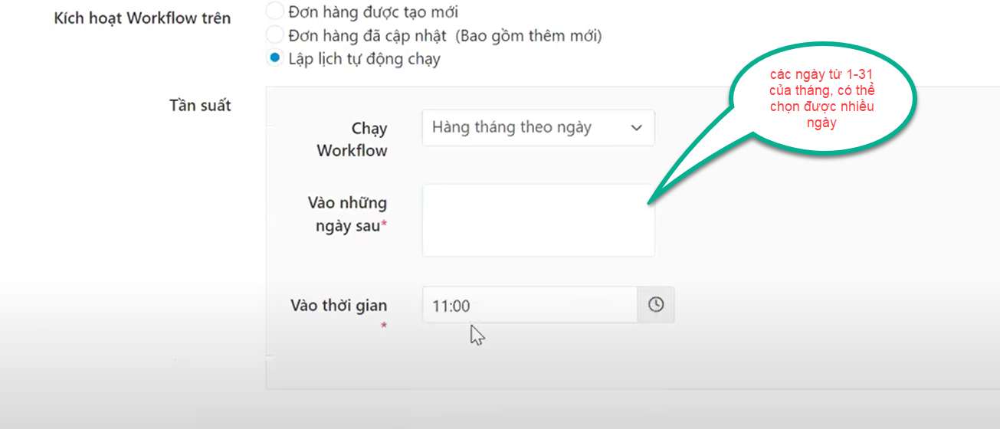 Kích hoạt Workflow trên
Đơn hàng được tạo mới
Đơn hàng đã cập nhật (Bao gồm thêm mới)
Lập lịch tự động chạy
Tần suất
Chạy
Workflow
Hàng tháng theo ngày
các ngày từ 1-31
của tháng, có thể
chọn được nhiều
ngày
Vào những
ngày sau*
Vào thời gian
*
11:00